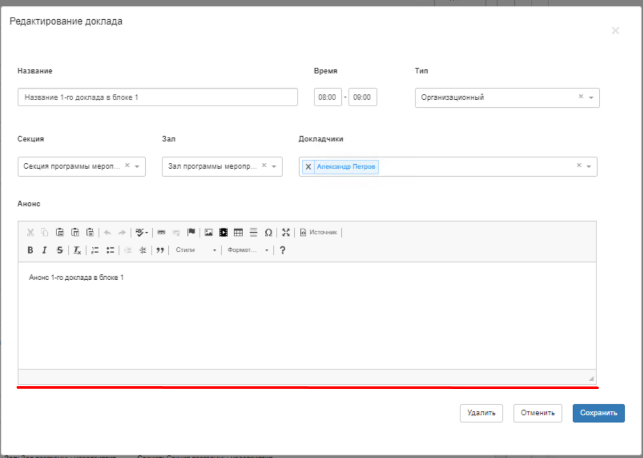 Редактирование доклада
×
Название Время Тип
Название 1-го доклада в блоке 1 08:00 - 09:00 Организационный ×
Секция Зал Докладчики
Секция программы мероп... × Зал программы меропр... × × Александр Петров ×
Анонс
Источник
B I S Стили Формат... ?
Анонс 1-го доклада в блоке 1
Удалить Отменить Сохранить